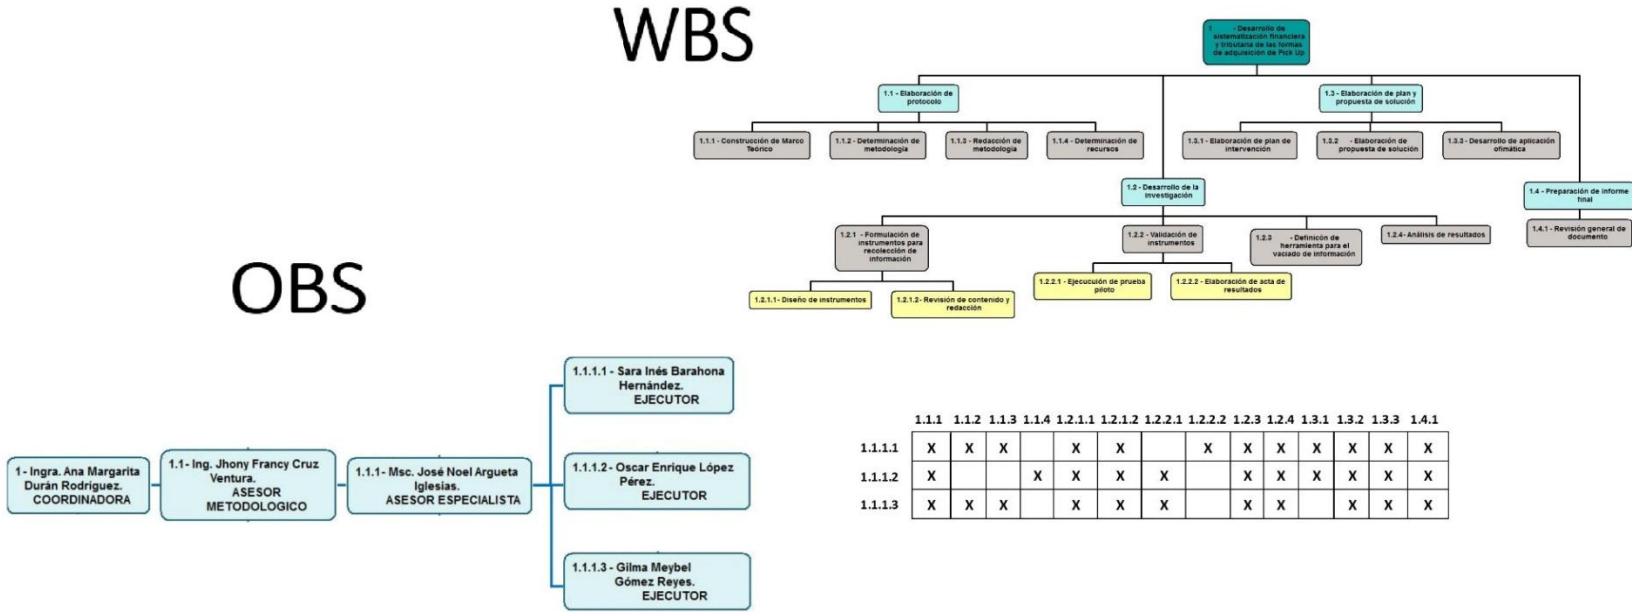 WBS
1 - Desarrollo de
sistematización financiera
y tributaria de las formas
de adquisición de Pick Up
1.1 - Elaboración de
protocolo
1.3 - Elaboración de plan y
propuesta de solución
1.1.1 - Construcción de Marco
Teórico
1.1.2 - Determinación de
metodología
1.1.3 - Redacción de
metodología
1.1.4 - Determinación de
recursos
1.3.1 - Elaboración de plan de
intervención
1.3.2 - Elaboración de
propuesta de solución
1.3.3 - Desarrollo de aplicación
ofimática
1.2 - Desarrollo de la
investigación
1.4 - Preparación de informe
final
1.2.1 - Formulación de
instrumentos para
recolección de
información
1.2.2 - Validación de
instrumentos
1.2.3 - Definicón de
herramienta para el
vaciado de información
1.2.4- Análisis de resultados
1.4.1 - Revisión general de
documento
1.2.1.1- Diseño de instrumentos
1.2.1.2- Revisión de contenido y
redacción
1.2.2.1 - Ejecucuión de prueba
piloto
1.2.2.2 - Elaboración de acta de
resultados
OBS
1- Ingra. Ana Margarita
Durán Rodríguez.
COORDINADORA
1.1- Ing. Jhony Francy Cruz
Ventura.
ASESOR
METODOLOGICO
1.1.1- Msc. José Noel Argueta
Iglesias.
ASESOR ESPECIALISTA
1.1.1.1 - Sara Inés Barahona
Hernández.
EJECUTOR
1.1.1.2 - Oscar Enrique López
Pérez.
EJECUTOR
1.1.1.3 - Gilma Meybel
Gómez Reyes.
EJECUTOR
1.1.1 1.1.2 1.1.3 1.1.4 1.2.1.1 1.2.1.2 1.2.2.1 1.2.2.2 1.2.3 1.2.4 1.3.1 1.3.2 1.3.3 1.4.1
1.1.1.1 X X X X X X X X X X X X
1.1.1.2 X X X X X X X X X X X
1.1.1.3 X X X X X X X X X X X